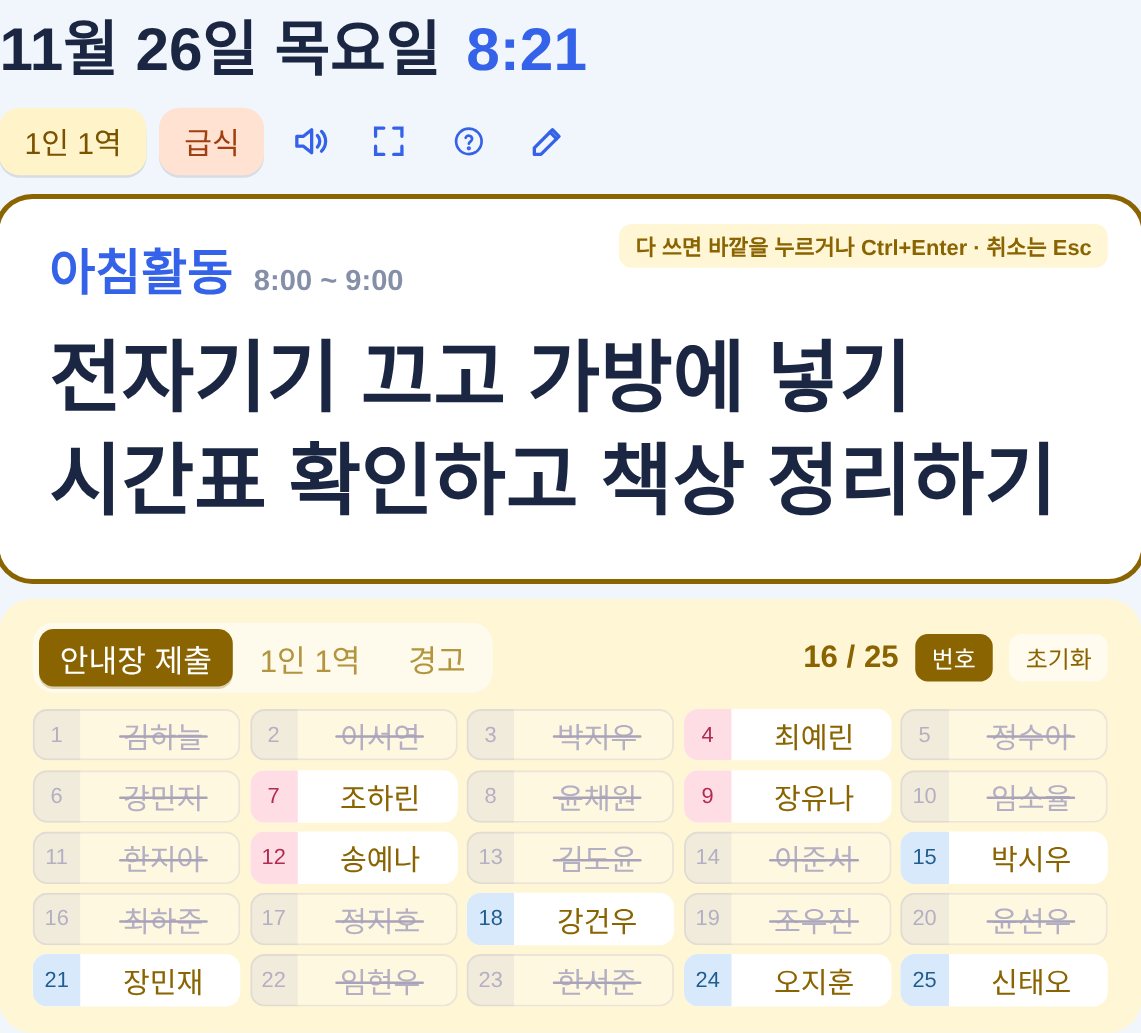 11월 26일 목요일 8:21
1인 1역 급식
다 쓰면 바깥을 누르거나 Ctrl+Enter · 취소는 Esc
아침활동 8:00 ~ 9:00
전자기기 끄고 가방에 넣기
시간표 확인하고 책상 정리하기
안내장 제출 1인 1역 경고 16 / 25 번호 초기화
1 김하늘 2 이서연 3 박지우 4 최예린 5 정수아
6 강민지 7 조하린 8 윤채원 9 장유나 10 임소율
11 한지아 12 송예나 13 김도윤 14 이준서 15 박시우
16 최하준 17 정지호 18 강건우 19 조우진 20 윤선우
21 장민재 22 임현우 23 한서준 24 오지훈 25 신태오